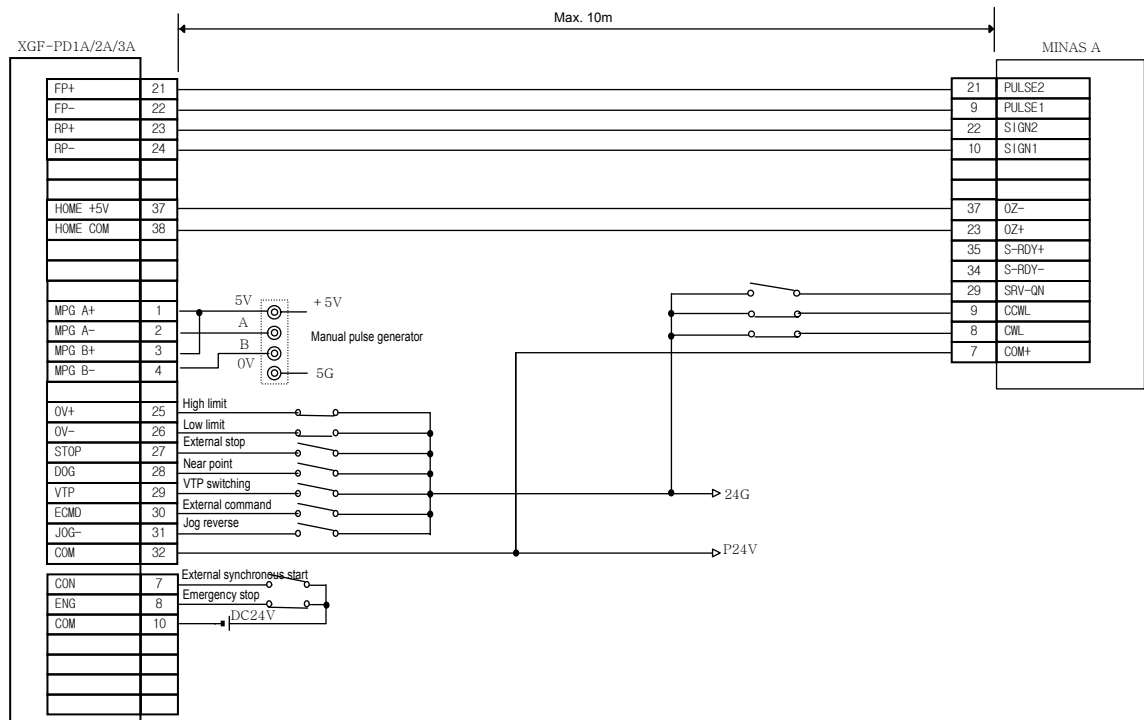 Max. 10m
XGF-PD1A/2A/3A
MINAS A
FP+ 21
FP- 22
RP+ 23
RP- 24
HOME +5V 37
HOME COM 38
MPG A+ 1
MPG A- 2
MPG B+ 3
MPG B- 4
5V
A
B
0V
+5V
Manual pulse generator
5G
0V+ 25 High limit
0V- 26 Low limit
STOP 27 External stop
DOG 28 Near point
VTP 29 VTP switching
ECMD 30 External command
JOG- 31 Jog reverse
COM 32
CON 7 External synchronous start
ENG 8 Emergency stop
COM 10 DC24V
24G
P24V
21 PULSE2
9 PULSE1
22 SIGN2
10 SIGN1
37 0Z-
23 0Z+
35 S-RDY+
34 S-RDY-
29 SRV-QN
9 CCWL
8 CWL
7 COM+